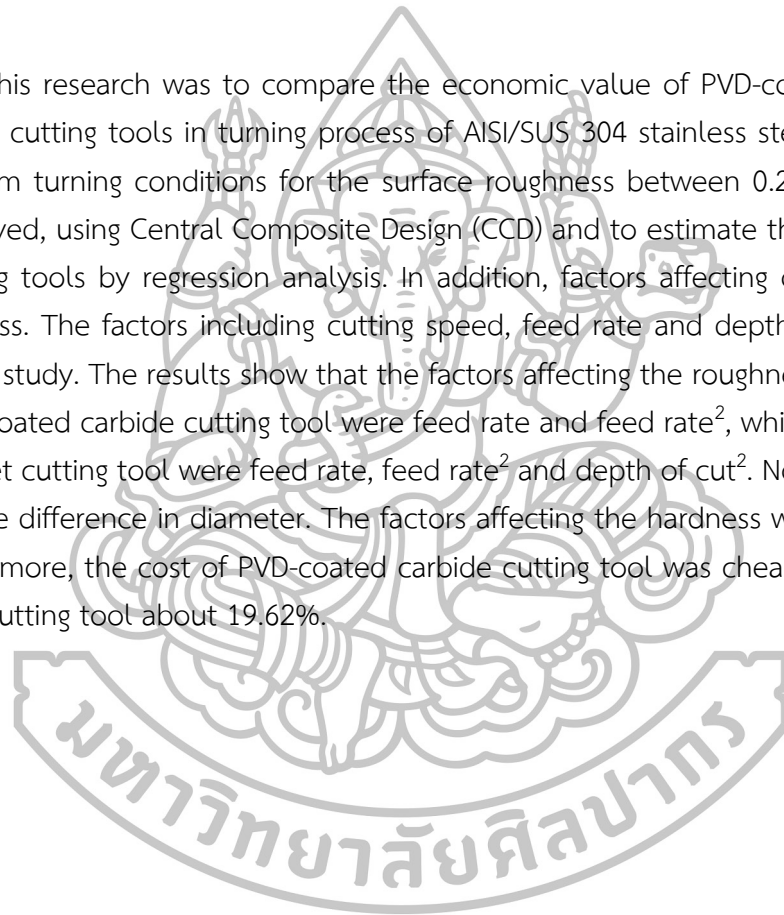 his research was to compare the economic value of PVD-co
cutting tools in turning process of AISI/SUS 304 stainless ste
m turning conditions for the surface roughness between 0.2
yed, using Central Composite Design (CCD) and to estimate th
g tools by regression analysis. In addition, factors affecting
ss. The factors including cutting speed, feed rate and depth
study. The results show that the factors affecting the roughne
oated carbide cutting tool were feed rate and feed rate², whi
et cutting tool were feed rate, feed rate² and depth of cut². No
e difference in diameter. The factors affecting the hardness w
more, the cost of PVD-coated carbide cutting tool was chea
utting tool about 19.62%.
มหาวิทยาลัยศิลปากร